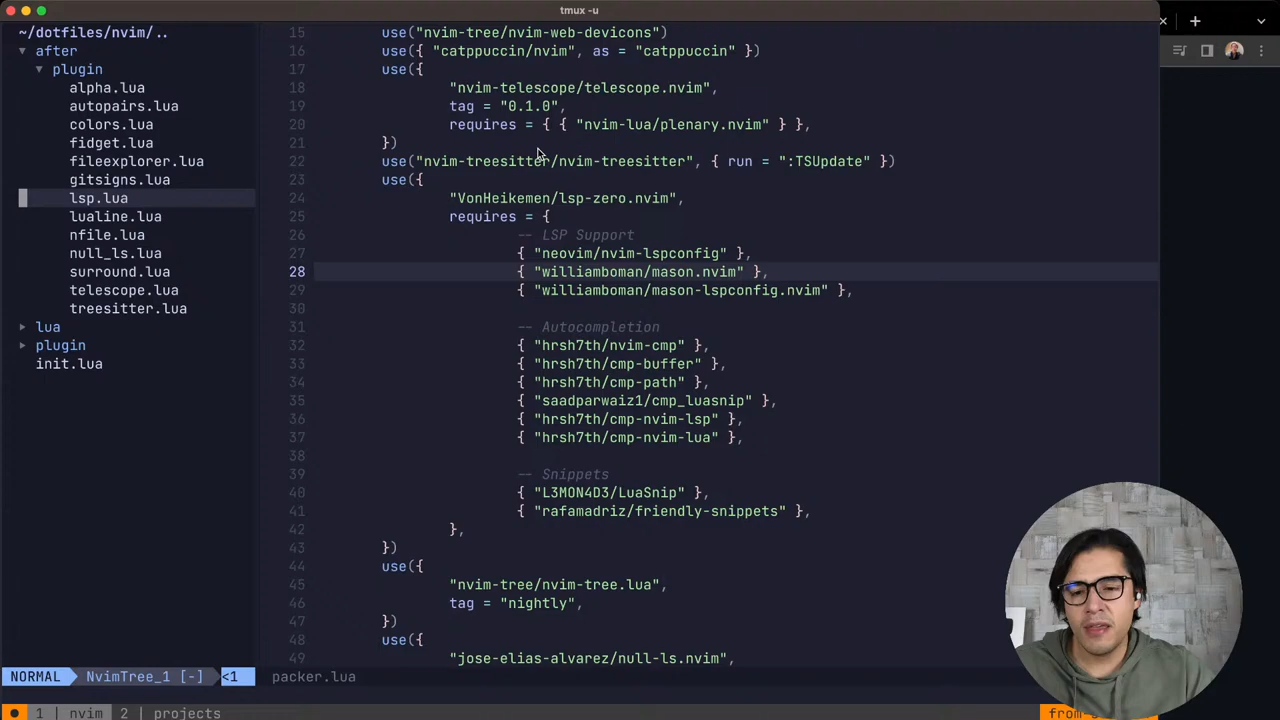 tmux -u
~/dotfiles/nvim/..
after
plugin
alpha.lua
autopairs.lua
colors.lua
fidget.lua
fileexplorer.lua
gitsigns.lua
lsp.lua
lualine.lua
nfile.lua
null_ls.lua
surround.lua
telescope.lua
treesitter.lua
lua
plugin
init.lua
15 use("nvim-tree/nvim-web-devicons")
16 use({ "catppuccin/nvim", as = "catppuccin" })
17 use({
18 "nvim-telescope/telescope.nvim",
19 tag = "0.1.0",
20 requires = { { "nvim-lua/plenary.nvim" } },
21 })
22 use("nvim-treesitter/nvim-treesitter", { run = ":TSUpdate" })
23 use({
24 "VonHeikemen/lsp-zero.nvim",
25 requires = {
26 -- LSP Support
27 { "neovim/nvim-lspconfig" },
28 { "williamboman/mason.nvim" },
29 { "williamboman/mason-lspconfig.nvim" },
30
31 -- Autocompletion
32 { "hrsh7th/nvim-cmp" },
33 { "hrsh7th/cmp-buffer" },
34 { "hrsh7th/cmp-path" },
35 { "saadparwaiz1/cmp_luasnip" },
36 { "hrsh7th/cmp-nvim-lsp" },
37 { "hrsh7th/cmp-nvim-lua" },
38
39 -- Snippets
40 { "L3MON4D3/LuaSnip" },
41 { "rafamadriz/friendly-snippets" },
42 },
43 })
44 use({
45 "nvim-tree/nvim-tree.lua",
46 tag = "nightly",
47 })
48 use({
49 "jose-elias-alvarez/null-ls.nvim",
NORMAL NvimTree_1 [-] <1 packer.lua
1 | nvim 2 | projects